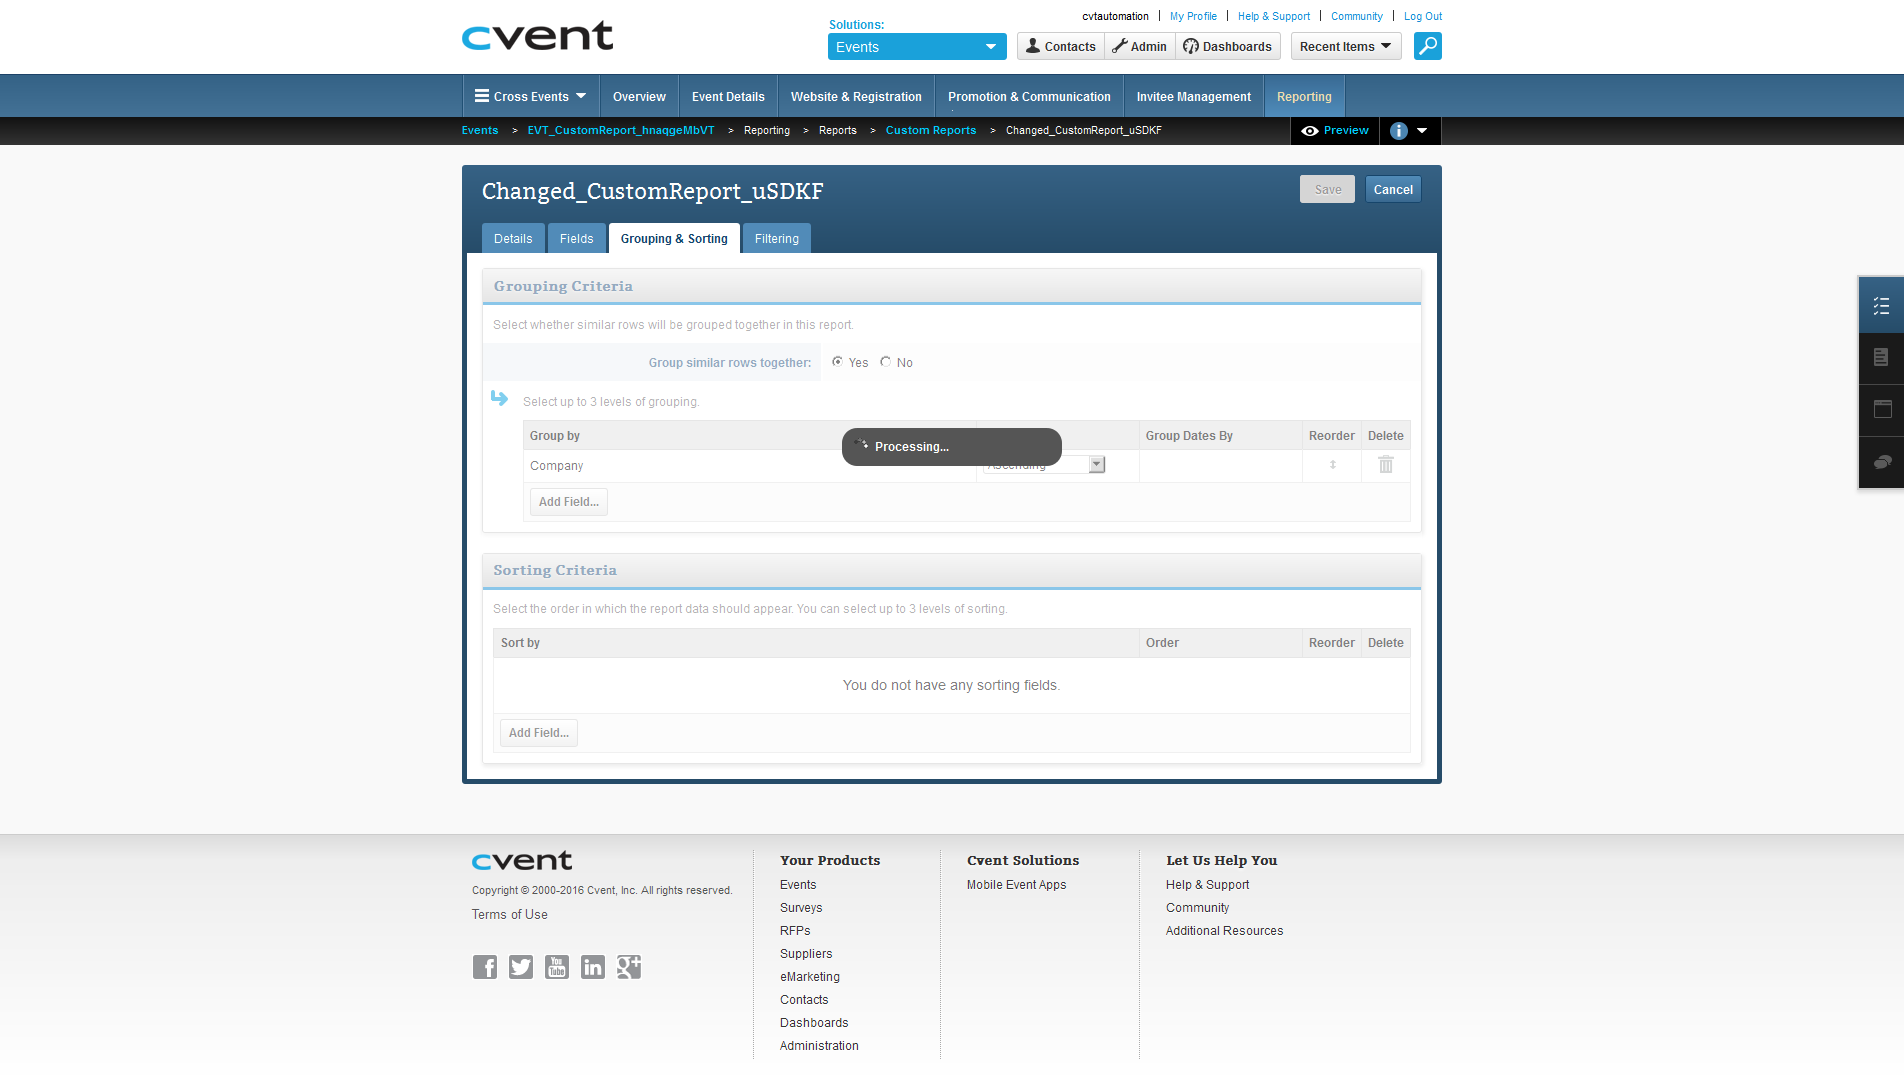 cvent
Solutions:
Events
cvtautomation
My Profile
Help & Support
Community
Log Out
Contacts
Admin
Dashboards
Recent Items
Cross Events
Overview
Event Details
Website & Registration
Promotion & Communication
Invitee Management
Reporting
Events > EVT_CustomReport_hnaqgeMbVT > Reporting > Reports > Custom Reports > Changed_CustomReport_uSDKF
Preview
Changed_CustomReport_uSDKF
Save
Cancel
Details
Fields
Grouping & Sorting
Filtering
Grouping Criteria
Select whether similar rows will be grouped together in this report.
Group similar rows together: Yes No
Select up to 3 levels of grouping.
Group by
Group Dates By
Reorder
Delete
Processing...
Company
Ascending
Add Field...
Sorting Criteria
Select the order in which the report data should appear. You can select up to 3 levels of sorting.
Sort by
Order
Reorder
Delete
You do not have any sorting fields.
Add Field...
cvent
Copyright © 2000-2016 Cvent, Inc. All rights reserved.
Terms of Use
Your Products
Events
Surveys
RFPs
Suppliers
eMarketing
Contacts
Dashboards
Administration
Cvent Solutions
Mobile Event Apps
Let Us Help You
Help & Support
Community
Additional Resources